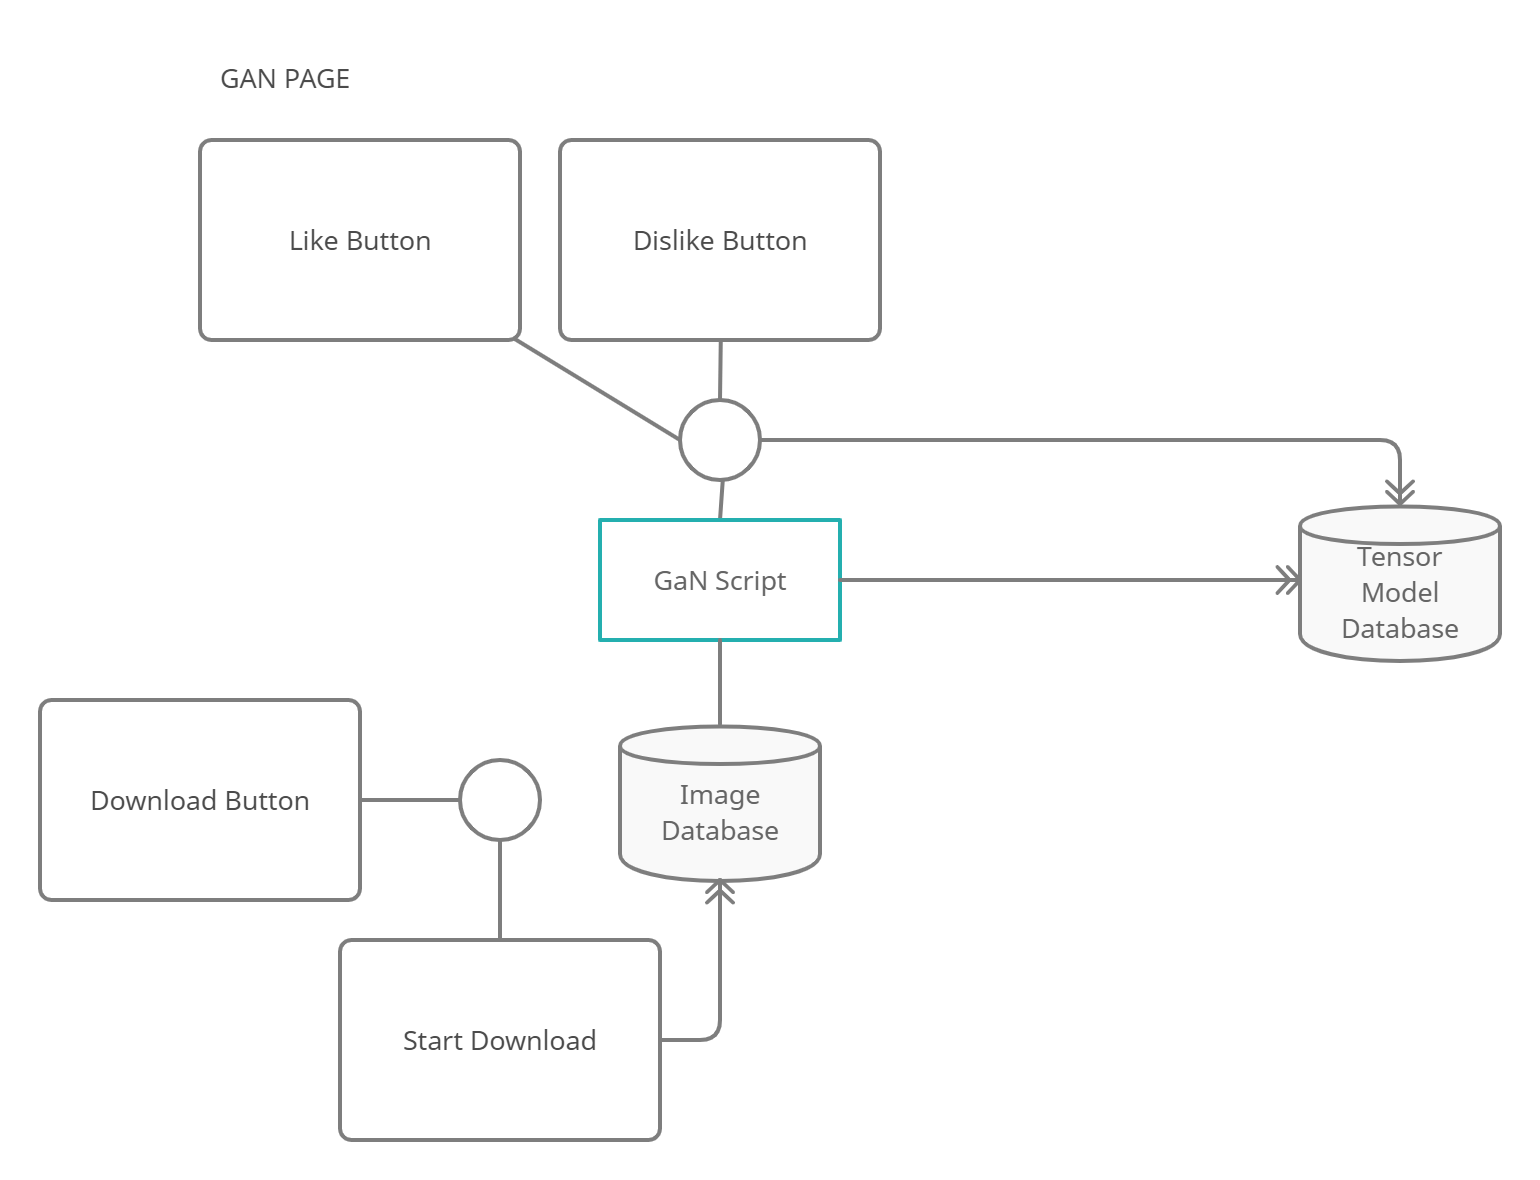 GAN PAGE
Like Button
Dislike Button
GaN Script
Tensor
Model
Database
Download Button
Image
Database
Start Download